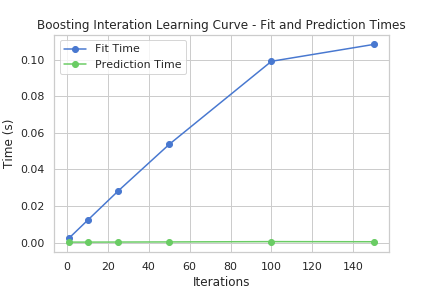 Boosting Interation Learning Curve - Fit and Prediction Times
Fit Time
Prediction Time
Time (s)
0.10
0.08
0.06
0.04
0.02
0.00
0 20 40 60 80 100 120 140
Iterations